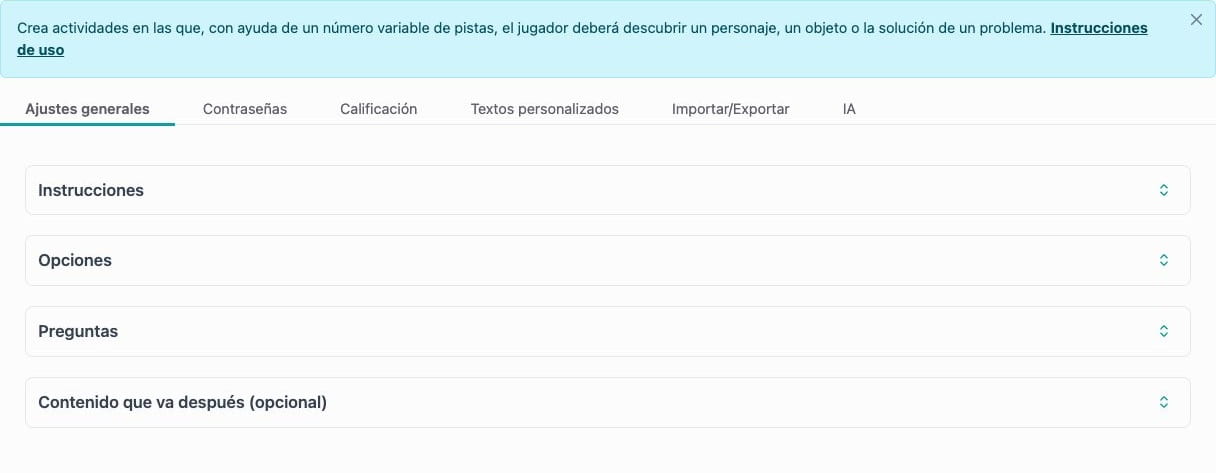 Crea actividades en las que, con ayuda de un número variable de pistas, el jugador deberá descubrir un personaje, un objeto o la solución de un problema. Instrucciones
de uso
Ajustes generales
Contraseñas
Calificación
Textos personalizados
Importar/Exportar
IA
Instrucciones
Opciones
Preguntas
Contenido que va después (opcional)